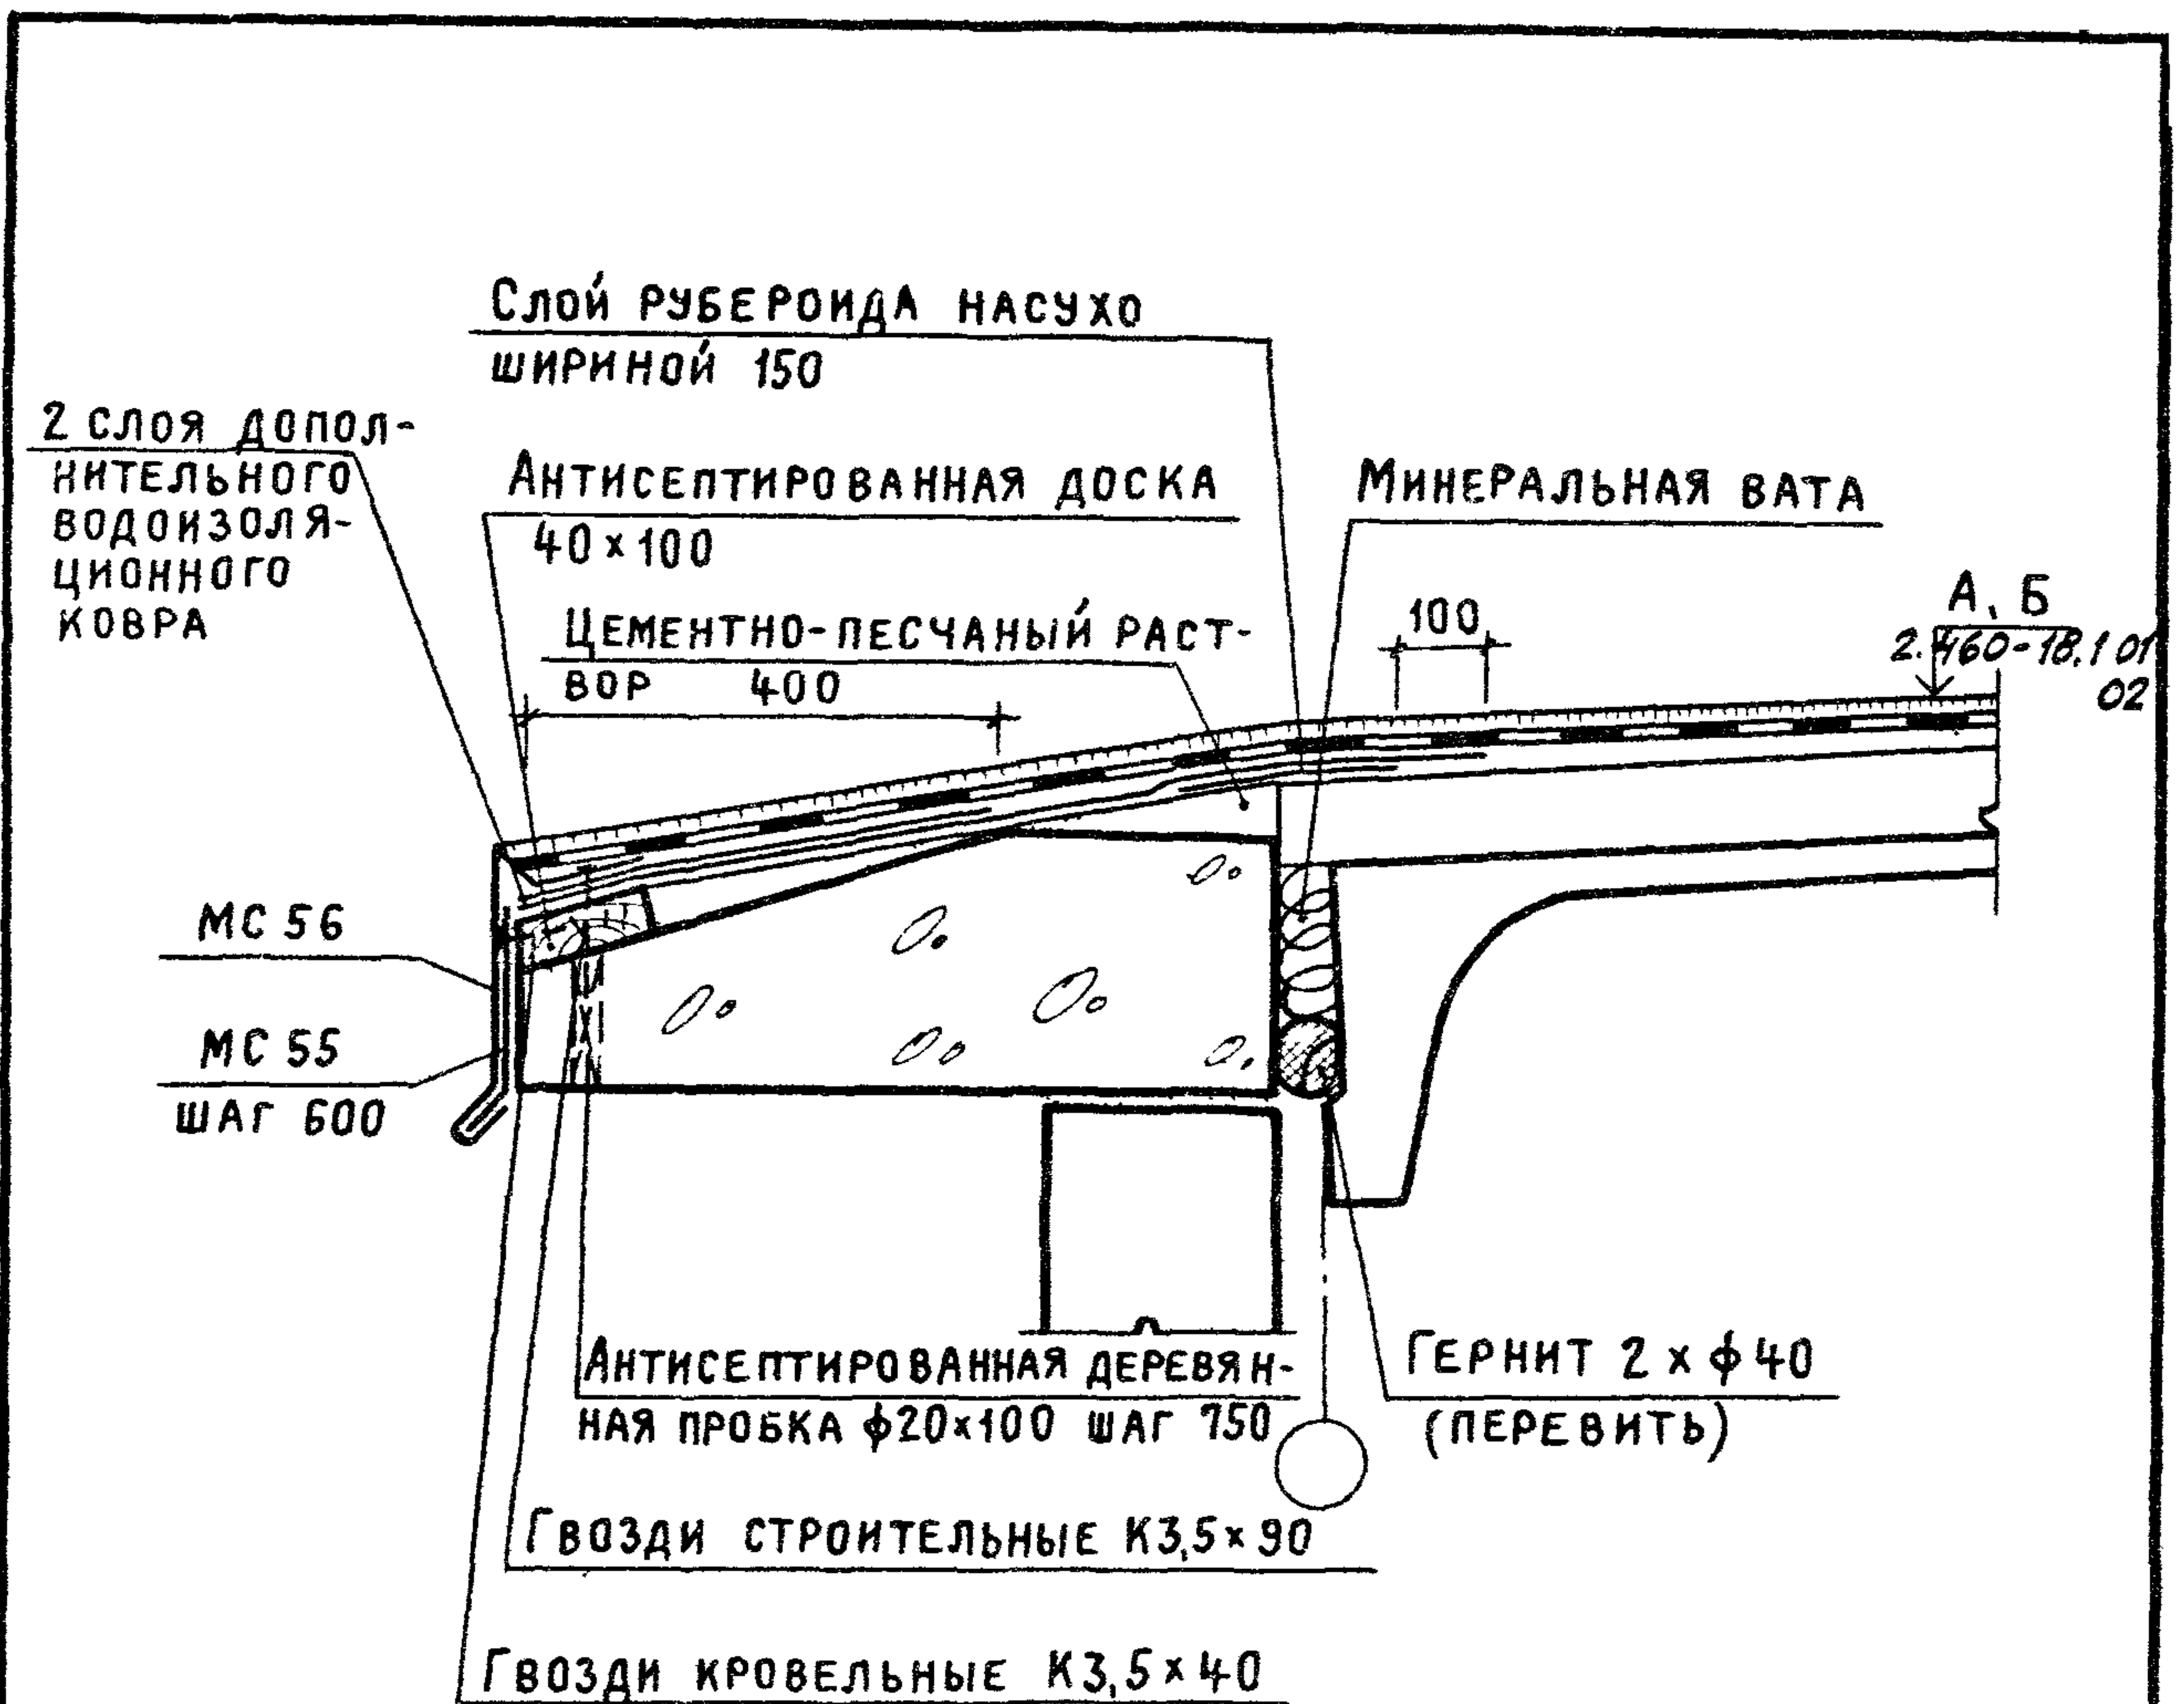 Слой рубероида насухо
шириной 150
2 слоя допол-
нительного
водоизоля-
ционного
ковра
Антисептированная доска
40×100
Минеральная вата
Цементно-песчаный раст-
вор
400
100
А, Б
2.460-18.1 01
02
МС 56
МС 55
шаг 600
Антисептированная деревян-
ная пробка ϕ20×100 шаг 750
Гернит 2×ϕ40
(перевить)
Гвозди строительные К3,5×90
Гвозди кровельные К3,5×40